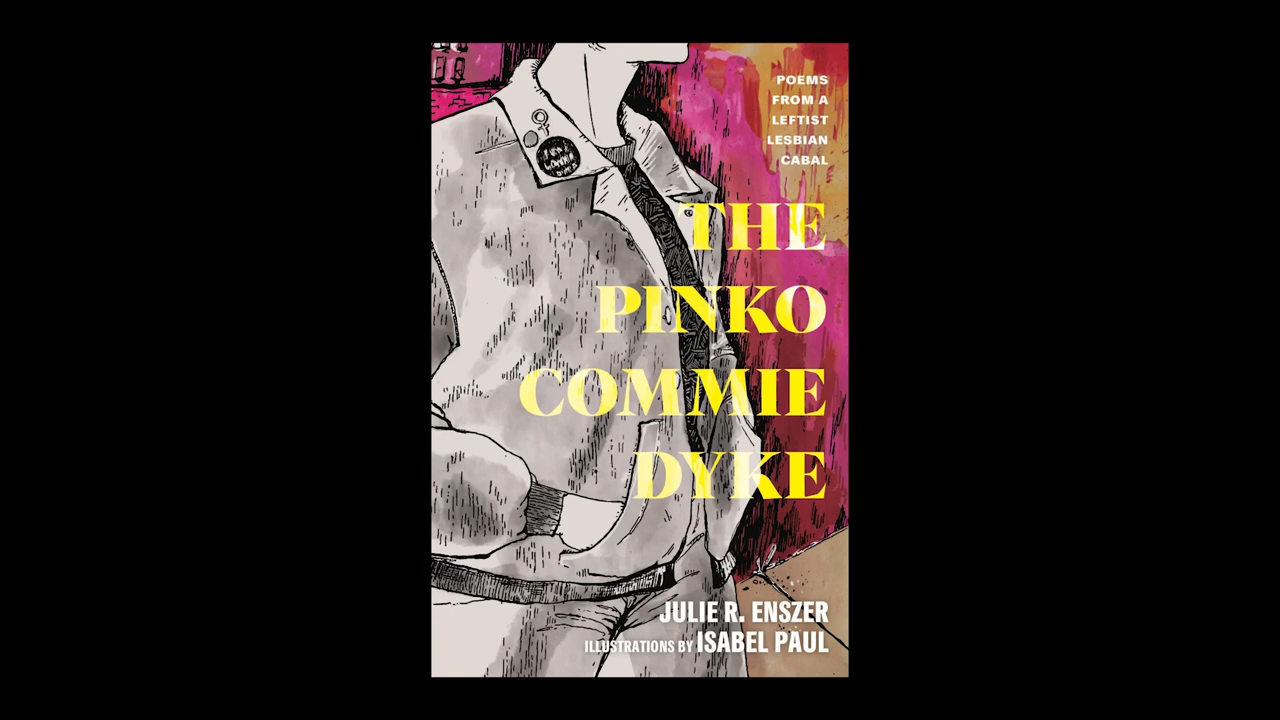 POEMS
FROM A
LEFTIST
LESBIAN
CABAL
THE
PINKO
COMMIE
DYKE
JULIE R. ENSZER
ILLUSTRATIONS BY ISABEL PAUL